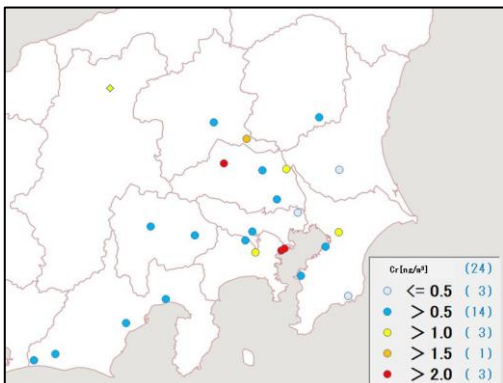 Cr[ng/m³] (24)
<= 0.5 ( 3)
> 0.5 (14)
> 1.0 ( 3)
> 1.5 ( 1)
> 2.0 ( 3)